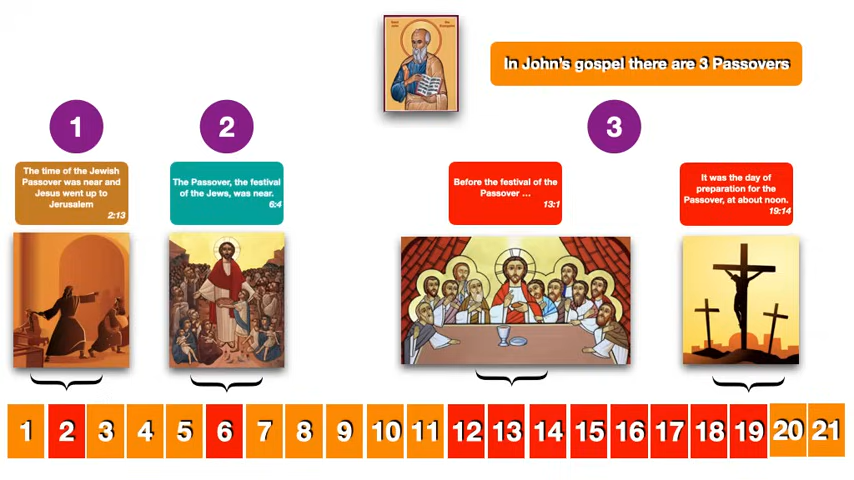 In John's gospel there are 3 Passovers
1
2
3
The time of the Jewish
Passover was near and
Jesus went up to
Jerusalem
2:13
The Passover, the festival
of the Jews, was near.
6:4
Before the festival of the
Passover ...
13:1
It was the day of
preparation for the
Passover, at about noon.
19:14
1 2 3 4 5 6 7 8 9 10 11 12 13 14 15 16 17 18 19 20 21